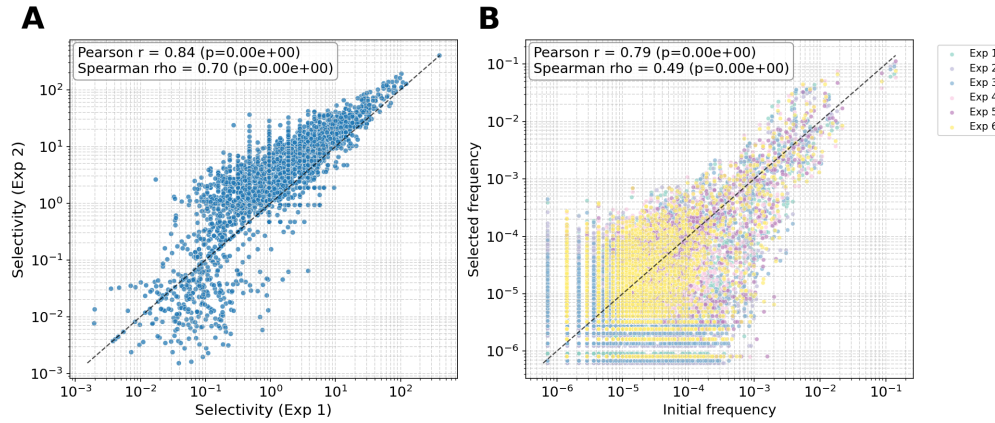 A
B
Pearson r = 0.84 (p=0.00e+00)
Spearman rho = 0.70 (p=0.00e+00)
Selectivity (Exp 2)
10²
10¹
10⁰
10⁻¹
10⁻²
10⁻³
10⁻³
10⁻²
10⁻¹
10⁰
10¹
10²
Selectivity (Exp 1)
Pearson r = 0.79 (p=0.00e+00)
Spearman rho = 0.49 (p=0.00e+00)
Selected frequency
10⁻¹
10⁻²
10⁻³
10⁻⁴
10⁻⁵
10⁻⁶
10⁻⁶
10⁻⁵
10⁻⁴
10⁻³
10⁻²
10⁻¹
Initial frequency
Exp 1
Exp 2
Exp 3
Exp 4
Exp 5
Exp 6